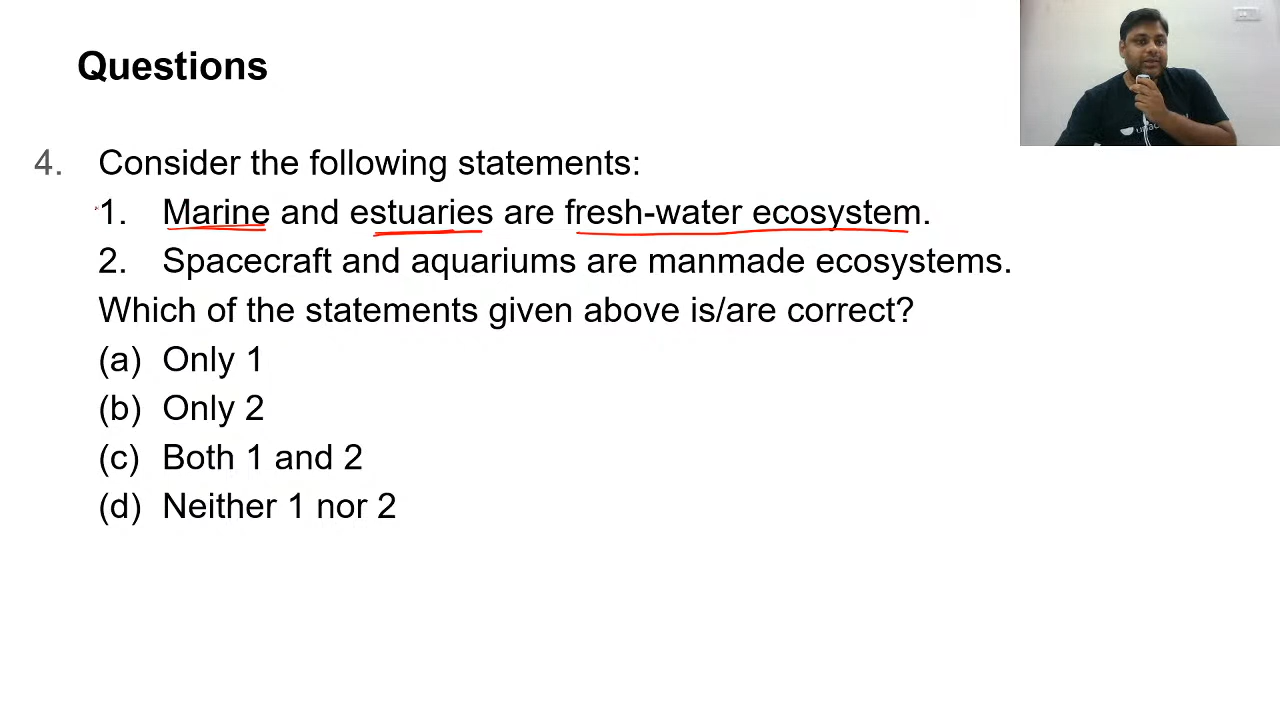 Questions
4. Consider the following statements:
1. Marine and estuaries are fresh-water ecosystem.
2. Spacecraft and aquariums are manmade ecosystems.
Which of the statements given above is/are correct?
(a) Only 1
(b) Only 2
(c) Both 1 and 2
(d) Neither 1 nor 2